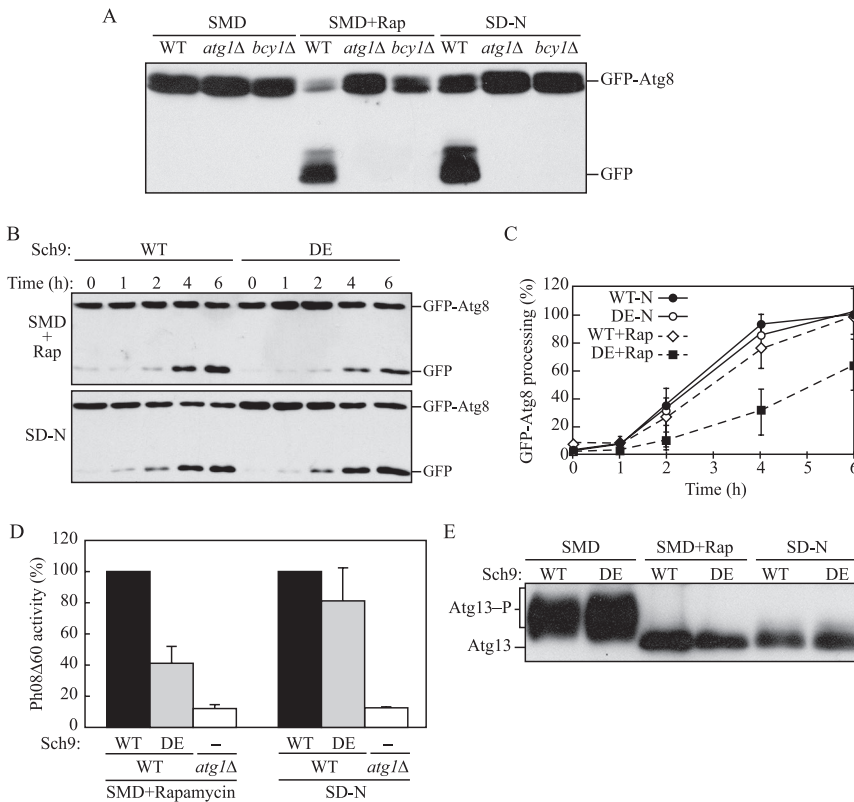 A
SMD SMD+Rap SD-N
WT atg1Δ bcy1Δ WT atg1Δ bcy1Δ WT atg1Δ bcy1Δ
GFP-Atg8
GFP
B
Sch9: WT DE
Time (h): 0 1 2 4 6 0 1 2 4 6
SMD + Rap
GFP-Atg8
GFP
SD-N
GFP-Atg8
GFP
C
GFP-Atg8 processing (%)
120
100
80
60
40
20
0
WT-N
DE-N
WT+Rap
DE+Rap
0 1 2 3 4 5 6
Time (h)
D
Ph08Δ60 activity (%)
120
100
80
60
40
20
0
Sch9: WT DE – WT DE –
WT atg1Δ WT atg1Δ
SMD+Rapamycin SD-N
E
SMD SMD+Rap SD-N
Sch9: WT DE WT DE WT DE
Atg13–P
Atg13